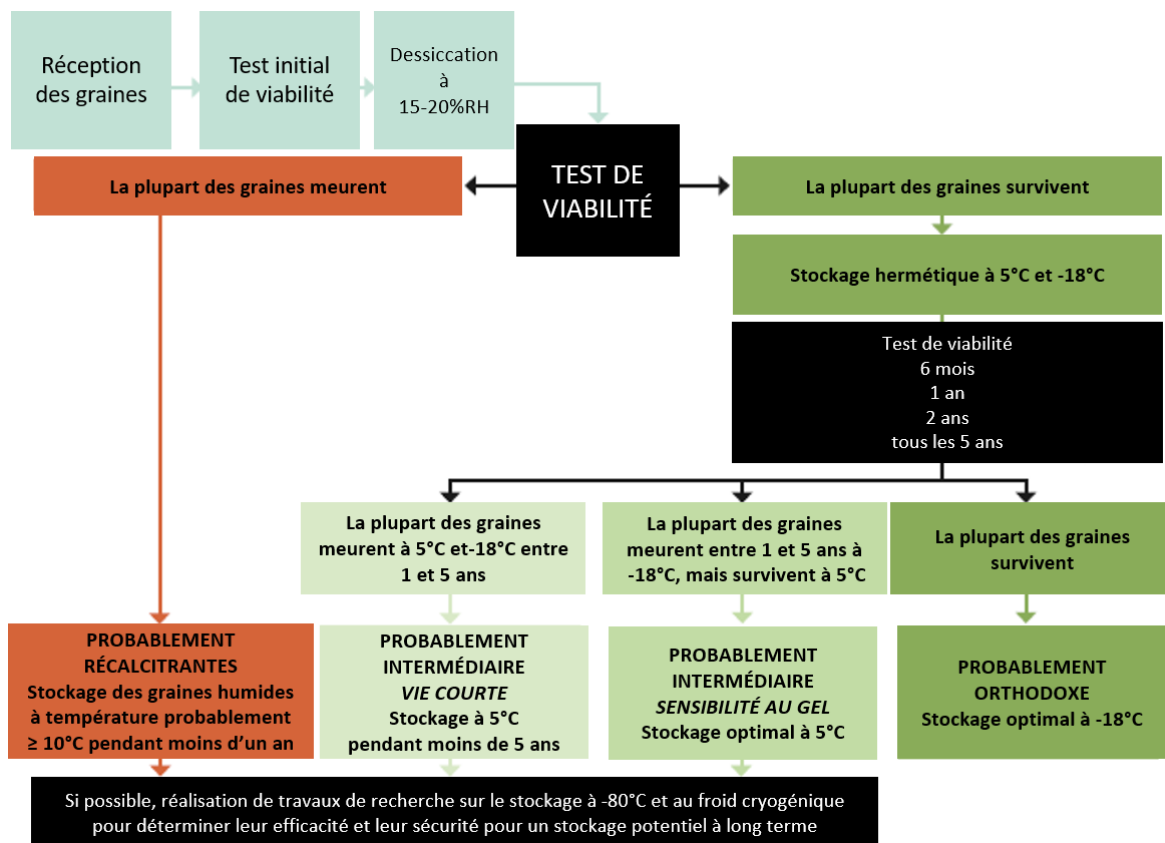 Réception
des graines
Test initial
de viabilité
Dessiccation
à
15-20%RH
TEST DE
VIABILITÉ
La plupart des graines meurent
La plupart des graines survivent
Stockage hermétique à 5°C et -18°C
Test de viabilité
6 mois
1 an
2 ans
tous les 5 ans
La plupart des graines
meurent à 5°C et-18°C entre
1 et 5 ans
La plupart des graines
meurent entre 1 et 5 ans à
-18°C, mais survivent à 5°C
La plupart des graines
survivent
PROBABLEMENT
RÉCALCITRANTES
Stockage des graines humides
à température probablement
≥ 10°C pendant moins d’un an
PROBABLEMENT
INTERMÉDIAIRE
VIE COURTE
Stockage à 5°C
pendant moins de 5 ans
PROBABLEMENT
INTERMÉDIAIRE
SENSIBILITÉ AU GEL
Stockage optimal à 5°C
PROBABLEMENT
ORTHODOXE
Stockage optimal à -18°C
Si possible, réalisation de travaux de recherche sur le stockage à -80°C et au froid cryogénique
pour déterminer leur efficacité et leur sécurité pour un stockage potentiel à long terme